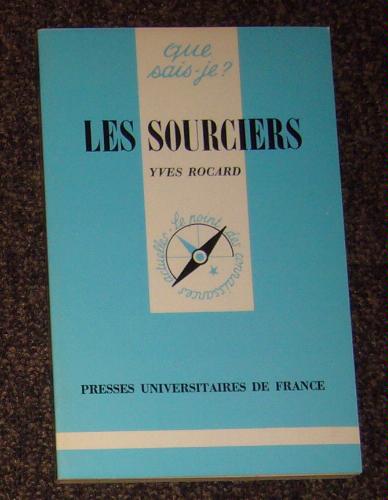 que
sais-je?
LES SOURCIERS
YVES ROCARD
Le point des connaissances actuelles
PRESSES UNIVERSITAIRES DE FRANCE